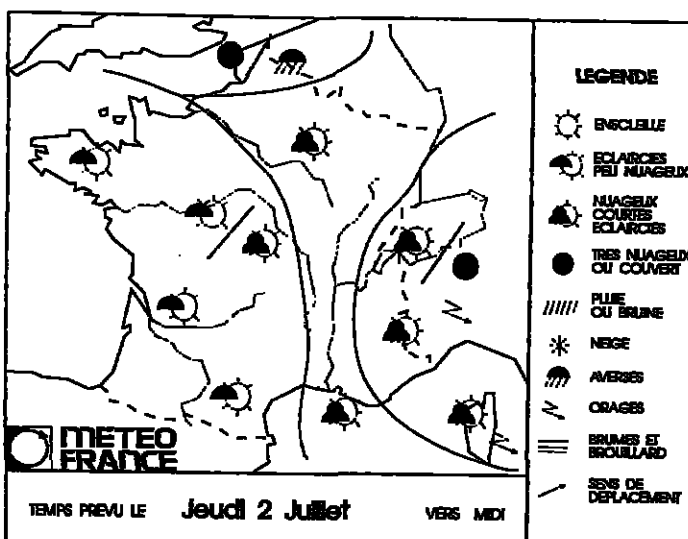 LEGENDE
ENSOLEILLE
ECLAIRCIES
PEU NUAGEUX
NUAGEUX
COURTES
ECLAIRCIES
TRES NUAGEUX
OU COUVERT
PLUIE
OU BRUINE
NEIGE
AVERSES
ORAGES
BRUMES ET
BROUILLARD
SENS DE
DEPLACEMENT
METEO
FRANCE
TEMPS PREVU LE Jeudi 2 Juillet VERS MIDI